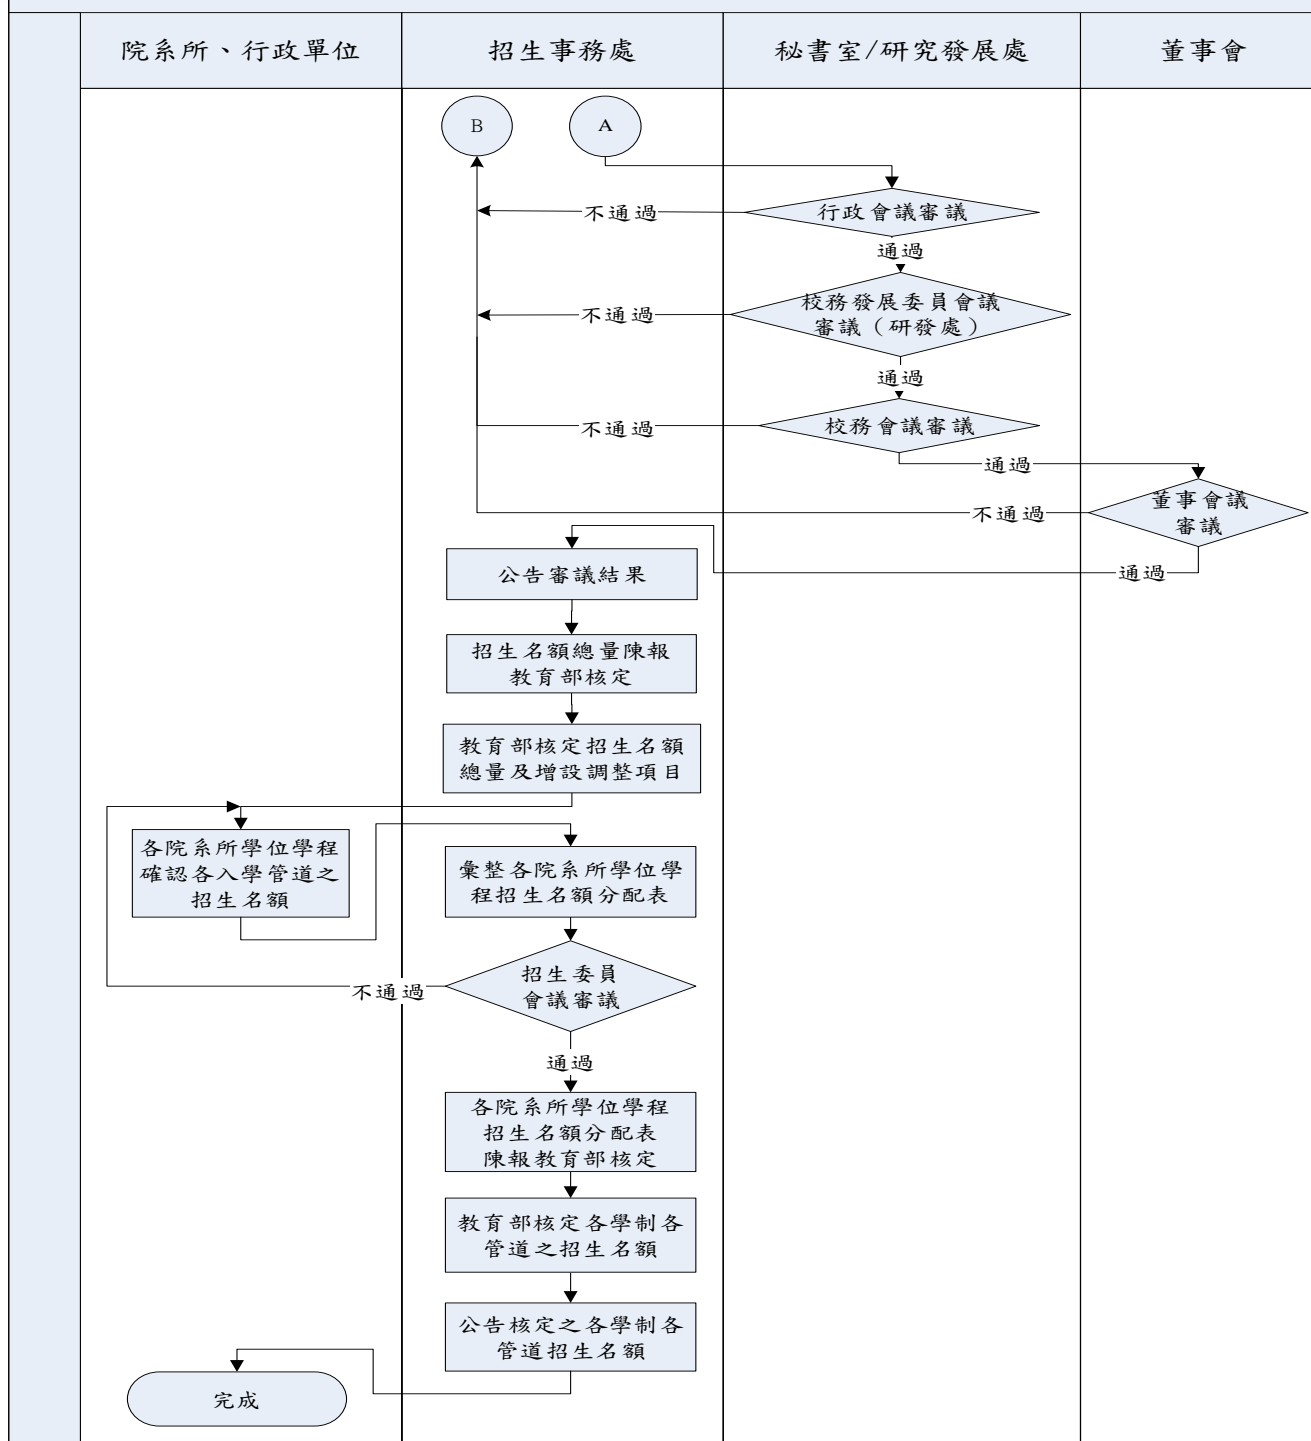 院系所、行政單位
招生事務處
秘書室/研究發展處
董事會
B
A
行政會議審議
不通過
通過
校務發展委員會議
審議（研發處）
不通過
通過
校務會議審議
不通過
通過
董事會議
審議
不通過
通過
公告審議結果
招生名額總量陳報
教育部核定
教育部核定招生名額
總量及增設調整項目
各院系所學位學程
確認各入學管道之
招生名額
彙整各院系所學位學
程招生名額分配表
招生委員
會議審議
不通過
通過
各院系所學位學程
招生名額分配表
陳報教育部核定
教育部核定各學制各
管道之招生名額
公告核定之各學制各
管道招生名額
完成